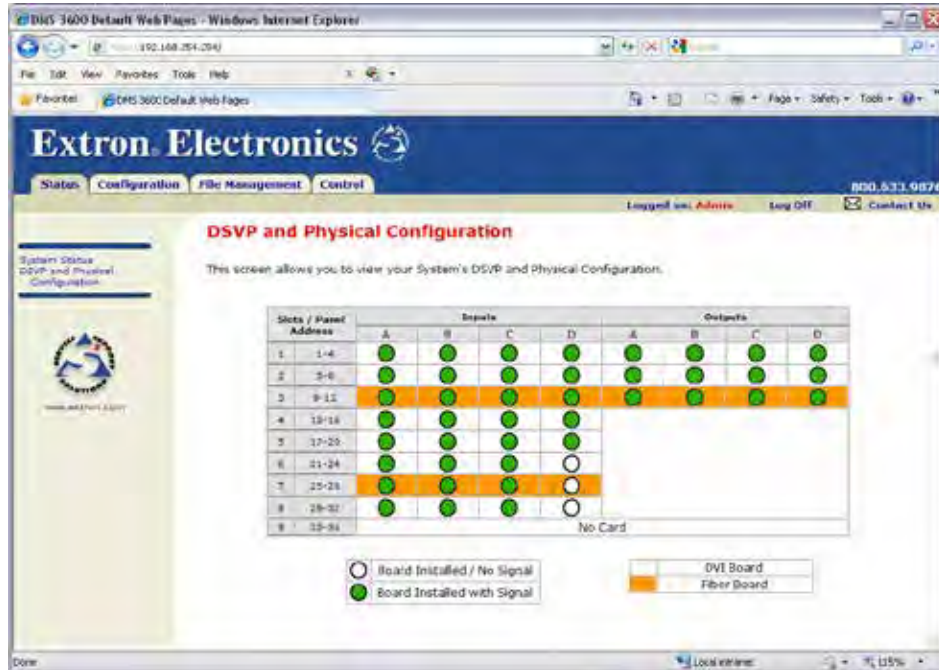 DMS 3600 Default Web Pages - Windows Internet Explorer
192.168.254.254/
File Edit View Favorites Tools Help
Favorites DMS 3600 Default Web Pages
Page Safety Tools
Extron Electronics
Status Configuration File Management Control
800.633.9876
Logged on: Admin Log Off Contact Us
DSVP and Physical Configuration
System Status
DSVP and Physical
Configuration
This screen allows you to view your System's DSVP and Physical Configuration.
Slots / Panel Address Inputs Outputs
A B C D A B C D
1 1-4
2 5-8
3 9-12
4 13-16
5 17-20
6 21-24
7 25-28
8 29-32
9 33-36 No Card
Board Installed / No Signal
Board Installed with Signal
DVI Board
Fiber Board
www.extron.com
Done
Local intranet